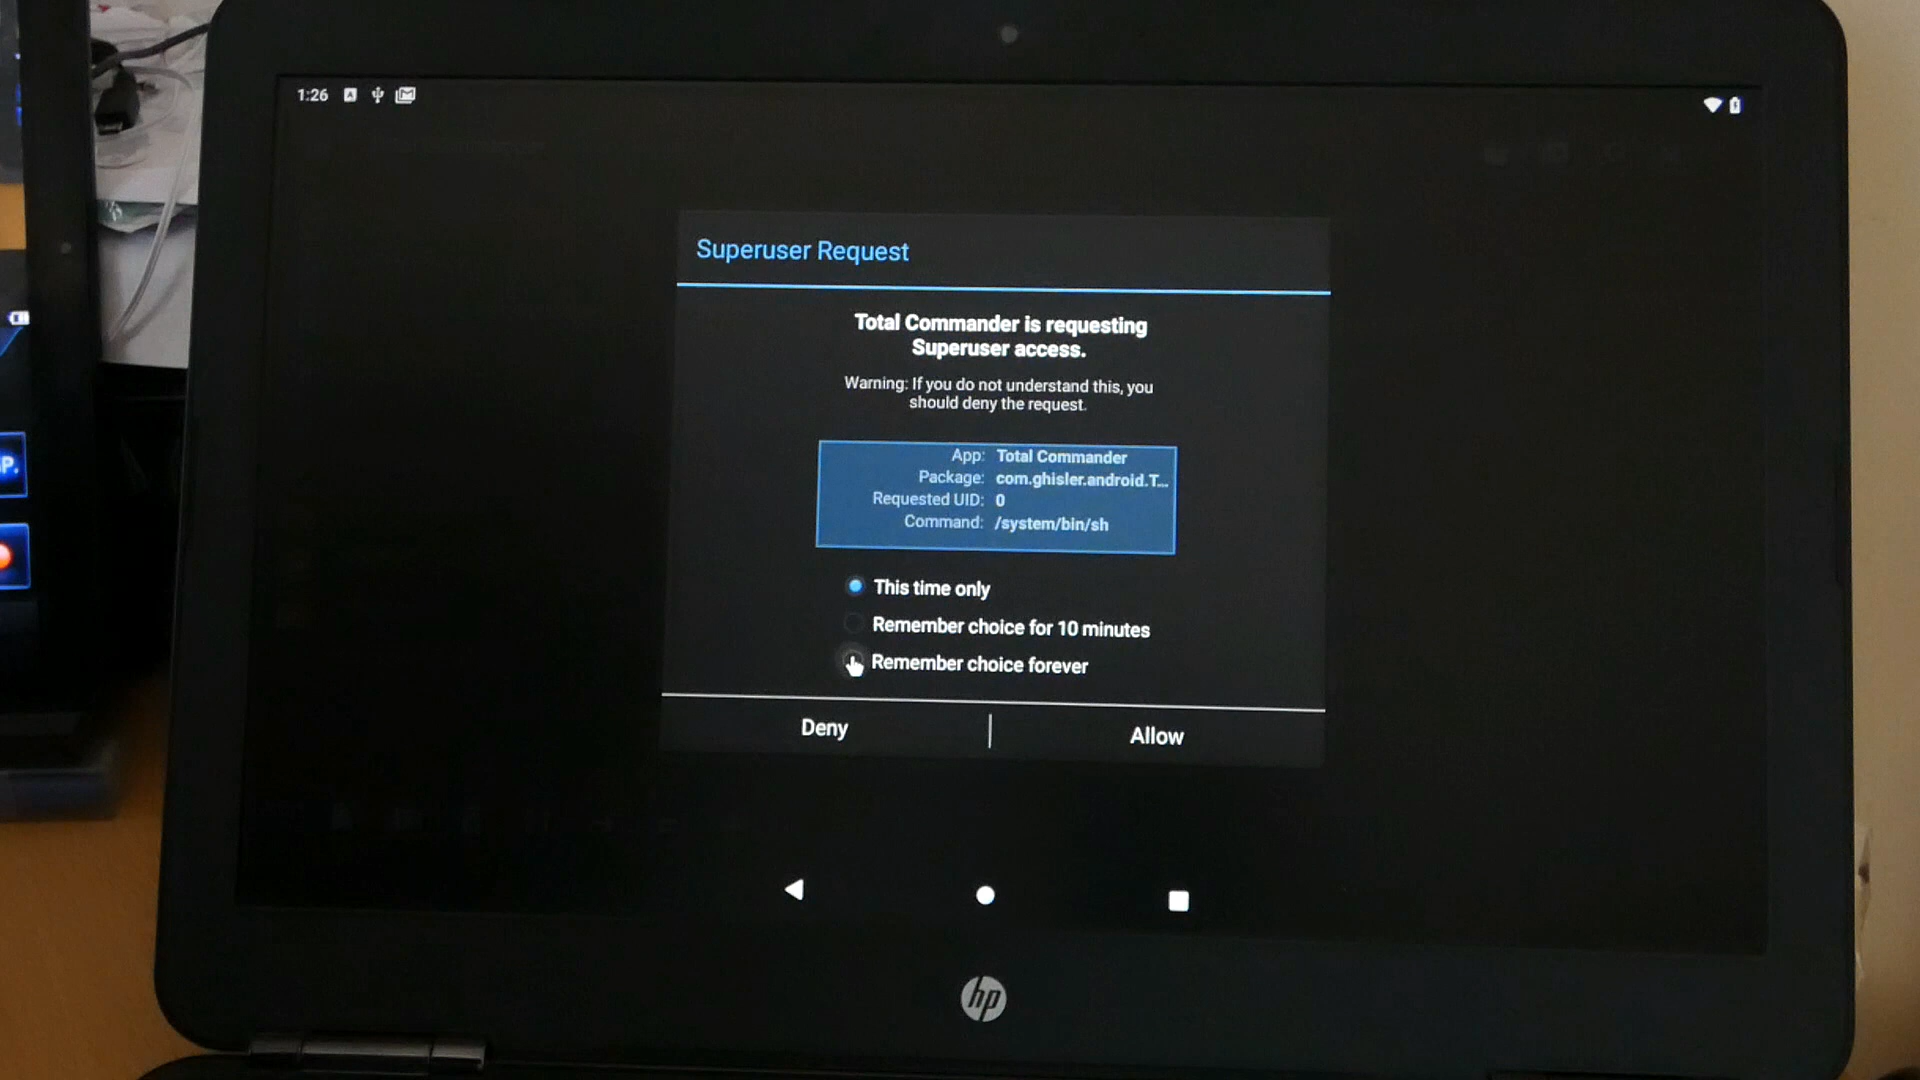 1:26
Superuser Request
Total Commander is requesting
Superuser access.
Warning: If you do not understand this, you
should deny the request.
App: Total Commander
Package: com.ghisler.android.T...
Requested UID: 0
Command: /system/bin/sh
This time only
Remember choice for 10 minutes
Remember choice forever
Deny
Allow
hp
P.